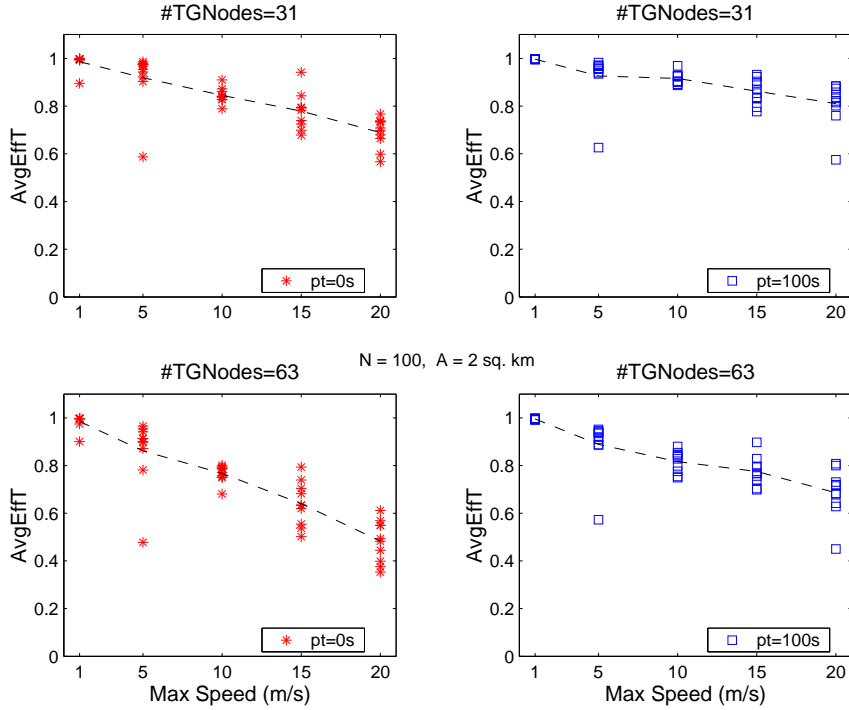 #TGNodes=31
1
0.8
0.6
0.4
0.2
0
AvgEffT
pt=0s
1 5 10 15 20
#TGNodes=31
1
0.8
0.6
0.4
0.2
0
AvgEffT
pt=100s
1 5 10 15 20
N = 100, A = 2 sq. km
#TGNodes=63
1
0.8
0.6
0.4
0.2
0
AvgEffT
pt=0s
1 5 10 15 20
Max Speed (m/s)
#TGNodes=63
1
0.8
0.6
0.4
0.2
0
AvgEffT
pt=100s
1 5 10 15 20
Max Speed (m/s)